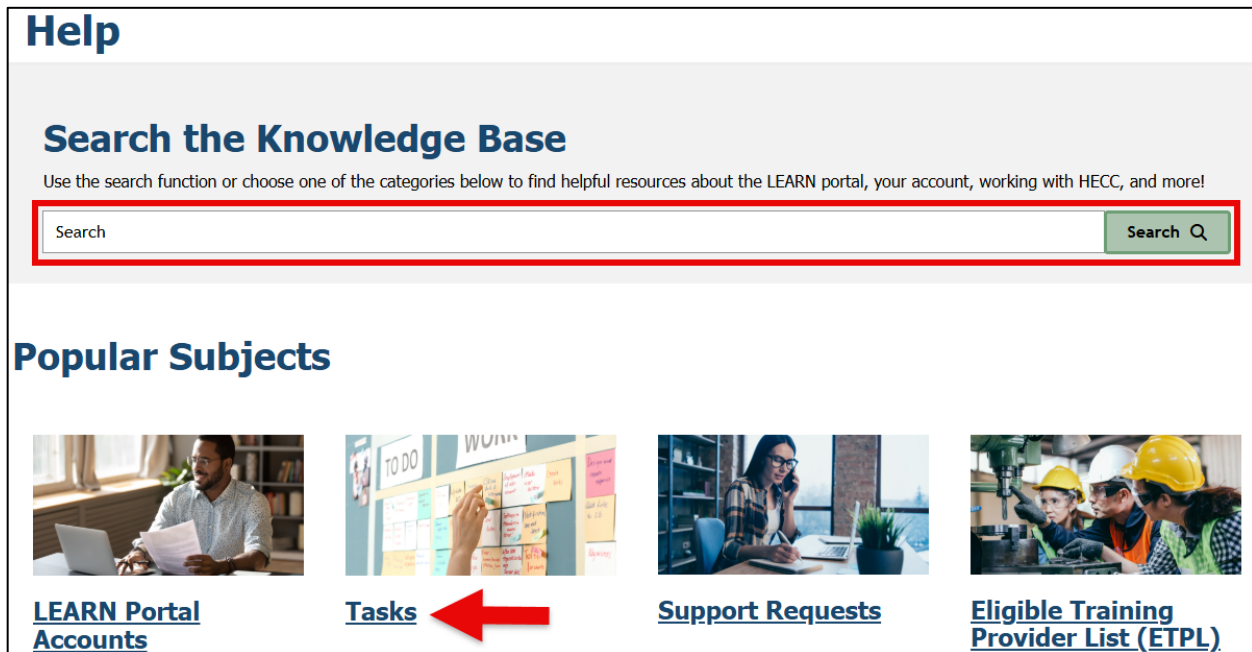 Help
Search the Knowledge Base
Use the search function or choose one of the categories below to find helpful resources about the LEARN portal, your account, working with HECC, and more!
Search
Search
Popular Subjects
TO DO
WORK
LEARN Portal
Accounts
Tasks
Support Requests
Eligible Training
Provider List (ETPL)